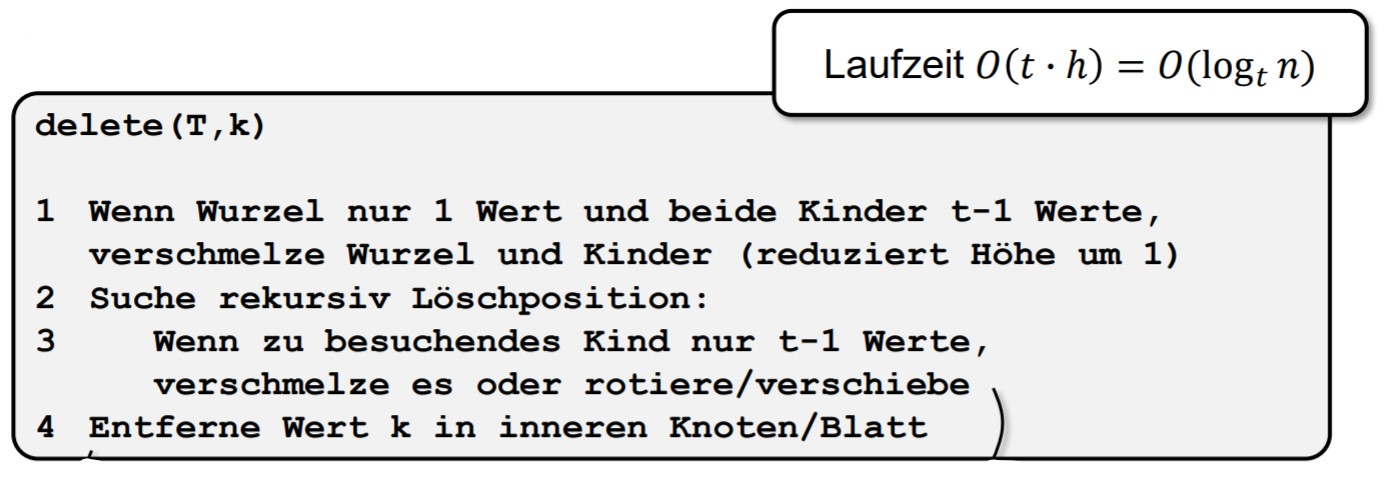 Laufzeit O(t · h) = O(logₜ n)
delete(T,k)
1 Wenn Wurzel nur 1 Wert und beide Kinder t-1 Werte,
verschmelze Wurzel und Kinder (reduziert Höhe um 1)
2 Suche rekursiv Löschposition:
3 Wenn zu besuchendes Kind nur t-1 Werte,
verschmelze es oder rotiere/verschiebe
4 Entferne Wert k in inneren Knoten/Blatt